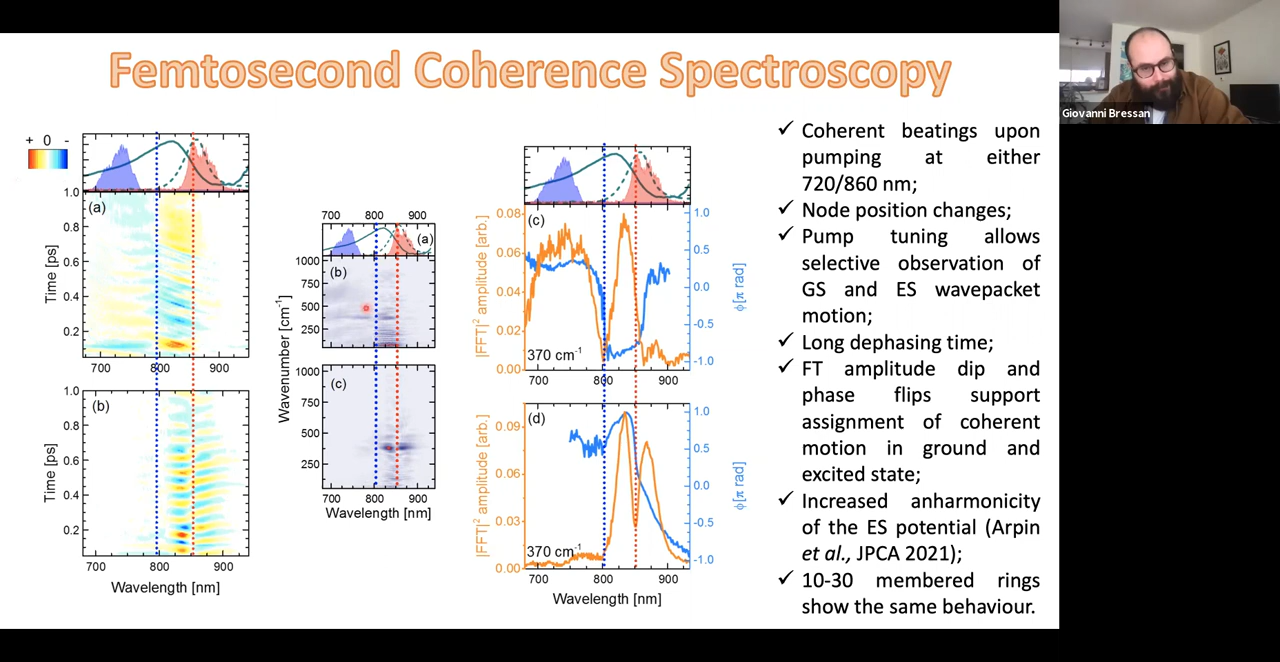 Femtosecond Coherence Spectroscopy
Giovanni Bressan
+ 0 -
1.0
(a)
0.8
0.6
0.4
0.2
Time [ps]
700
800
900
1.0
(b)
0.8
0.6
0.4
0.2
Time [ps]
700
800
900
Wavelength [nm]
700 800 900
(a)
1000
(b)
750
500
250
1000
(c)
750
500
250
Wavenumber [cm-1]
700 800 900
Wavelength [nm]
0.08
(c)
0.06
0.04
0.02
0.00
|FFT|2 amplitude [arb.]
370 cm-1
1.0
0.5
0.0
-0.5
-1.0
ϕ[π rad]
700 800 900
(d)
0.09
0.06
0.03
0.00
|FFT|2 amplitude [arb.]
370 cm-1
1.0
0.5
0.0
-0.5
-1.0
ϕ[π rad]
700 800 900
Wavelength [nm]
✓ Coherent beatings upon
pumping at either
720/860 nm;
✓ Node position changes;
✓ Pump tuning allows
selective observation of
GS and ES wavepacket
motion;
✓ Long dephasing time;
✓ FT amplitude dip and
phase flips support
assignment of coherent
motion in ground and
excited state;
✓ Increased anharmonicity
of the ES potential (Arpin
et al., JPCA 2021);
✓ 10-30 membered rings
show the same behaviour.